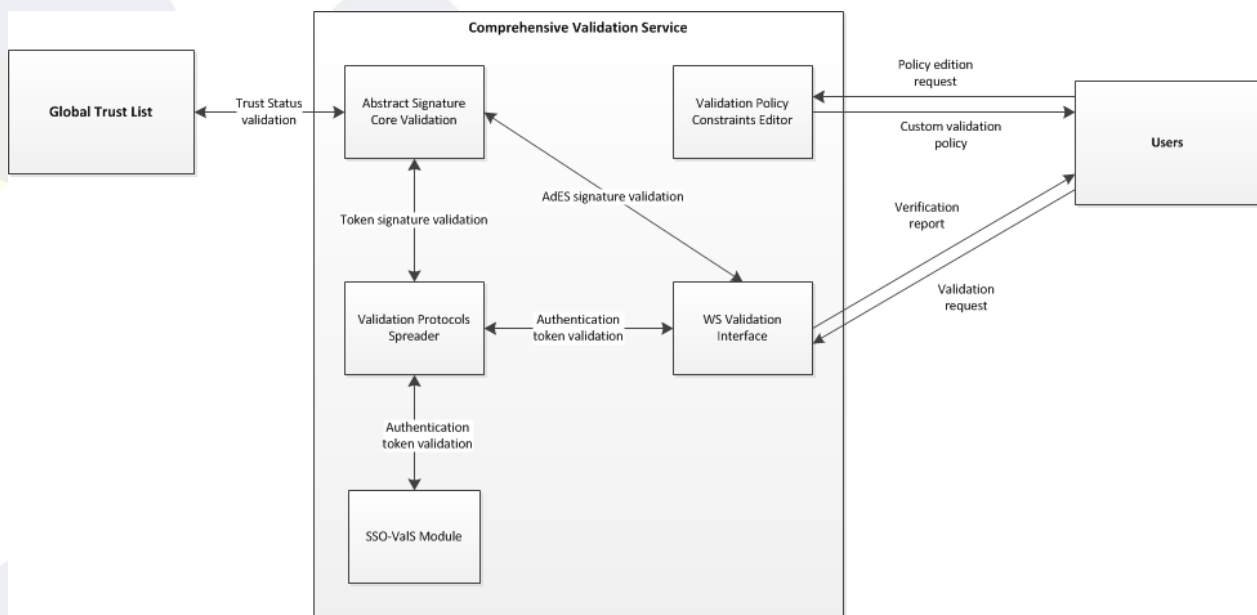 Comprehensive Validation Service
Global Trust List
Trust Status
validation
Abstract Signature
Core Validation
Validation Policy
Constraints Editor
Policy edition
request
Custom validation
policy
Users
AdES signature validation
Token signature validation
Verification
report
Validation
request
Validation Protocols
Spreader
Authentication
token validation
WS Validation
Interface
Authentication
token validation
SSO-ValS Module